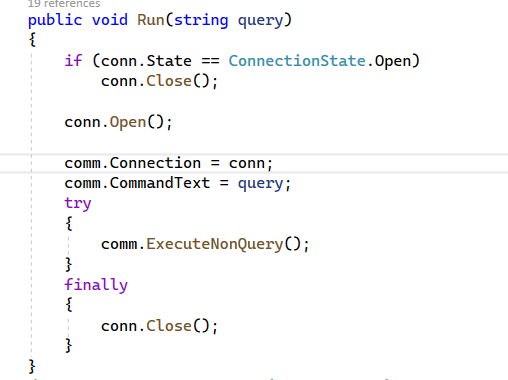 19 references
public void Run(string query)
{
if (conn.State == ConnectionState.Open)
conn.Close();
conn.Open();
comm.Connection = conn;
comm.CommandText = query;
try
{
comm.ExecuteNonQuery();
}
finally
{
conn.Close();
}
}